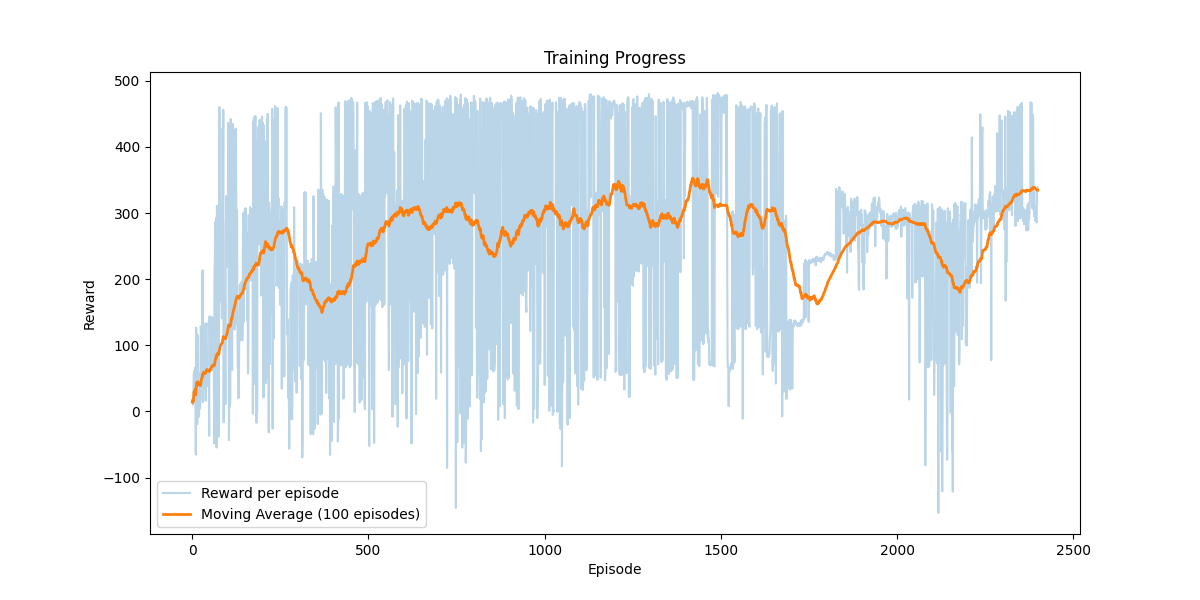 Training Progress
500
400
300
200
100
0
−100
Reward
Reward per episode
Moving Average (100 episodes)
0
500
1000
1500
2000
2500
Episode